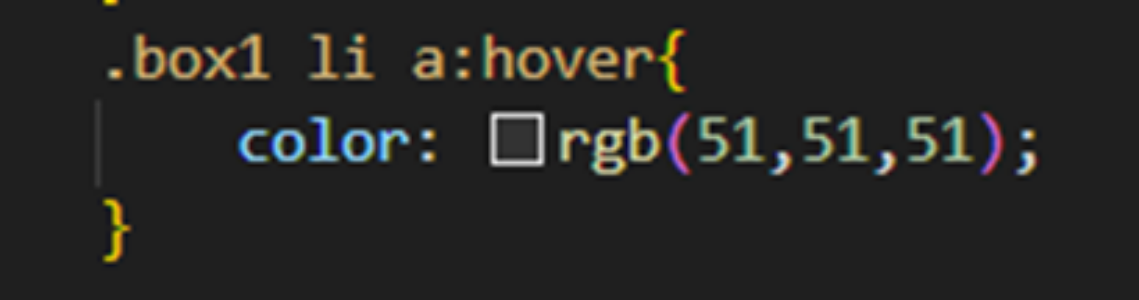 .box1 li a:hover{
color: rgb(51,51,51);
}